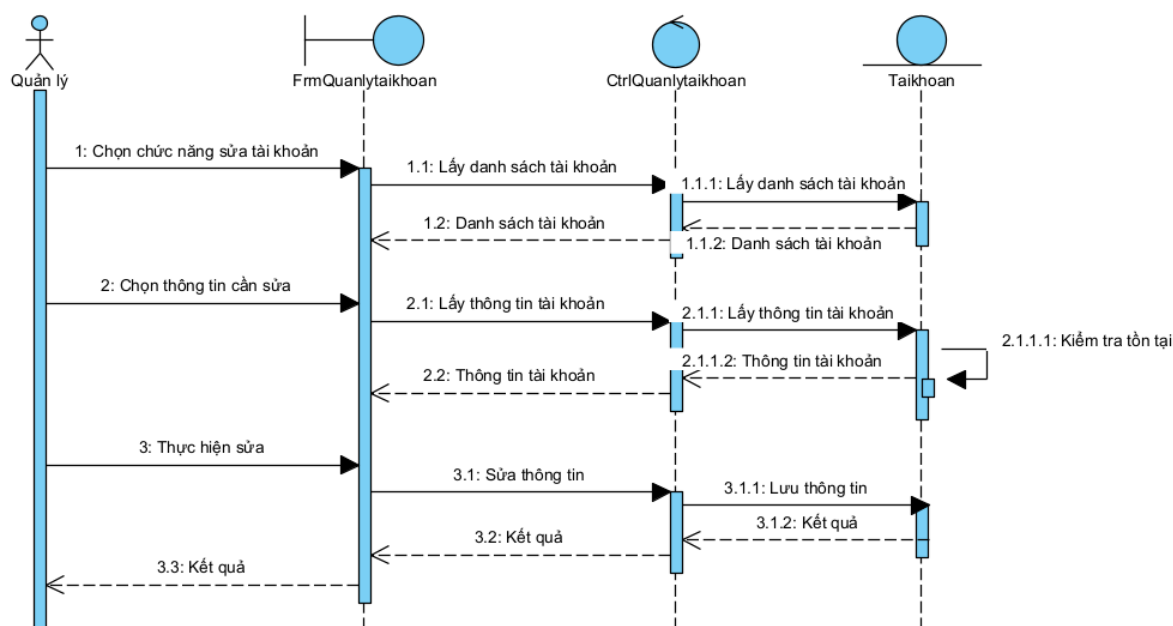 Quản lý
FrmQuanlytaikhoan
CtrlQuanlytaikhoan
Taikhoan
1: Chọn chức năng sửa tài khoản
1.1: Lấy danh sách tài khoản
1.1.1: Lấy danh sách tài khoản
1.2: Danh sách tài khoản
1.1.2: Danh sách tài khoản
2: Chọn thông tin cần sửa
2.1: Lấy thông tin tài khoản
2.1.1: Lấy thông tin tài khoản
2.1.1.1: Kiểm tra tồn tại
2.1.1.2: Thông tin tài khoản
2.2: Thông tin tài khoản
3: Thực hiện sửa
3.1: Sửa thông tin
3.1.1: Lưu thông tin
3.1.2: Kết quả
3.2: Kết quả
3.3: Kết quả